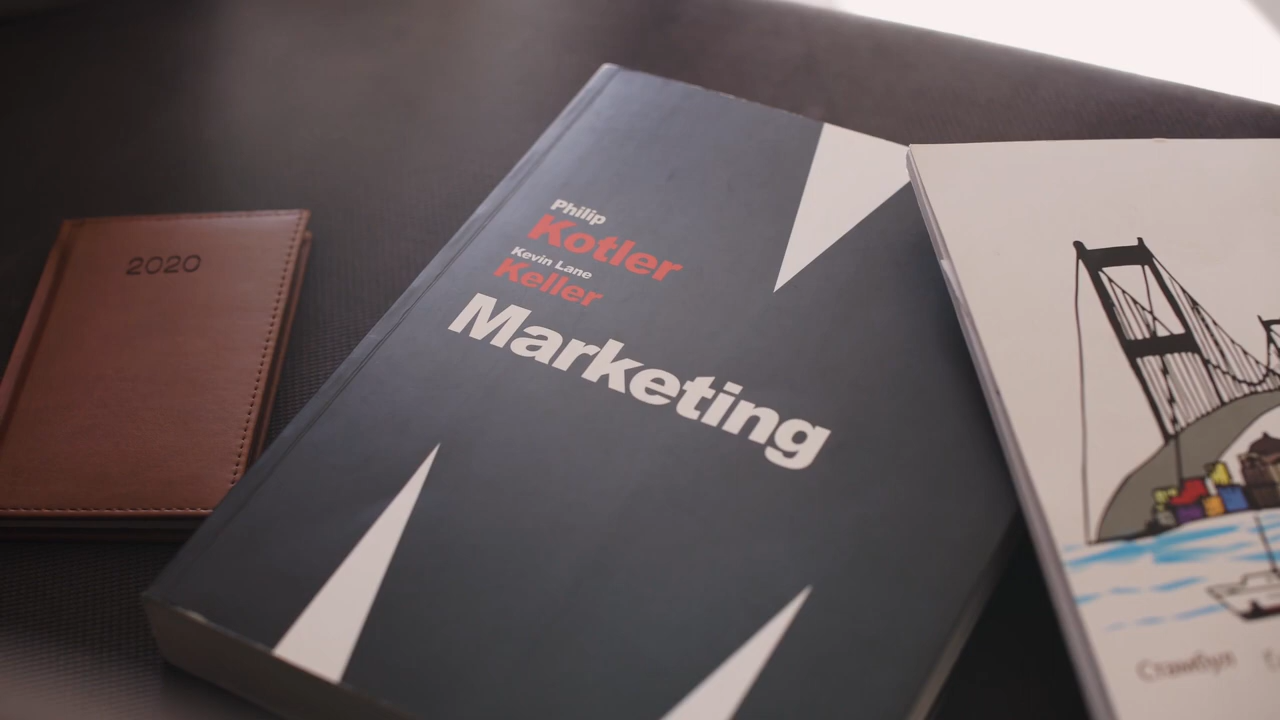 2020
Philip
Kotler
Kevin Lane
Keller
Marketing
Стамбул